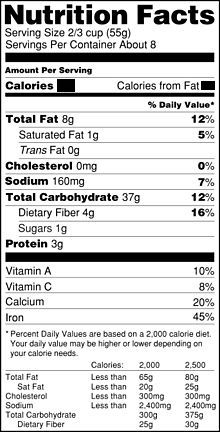 Nutrition Facts
Serving Size 2/3 cup (55g)
Servings Per Container About 8
Amount Per Serving
Calories Calories from Fat
% Daily Value*
Total Fat 8g 12%
Saturated Fat 1g 5%
Trans Fat 0g
Cholesterol 0mg 0%
Sodium 160mg 7%
Total Carbohydrate 37g 12%
Dietary Fiber 4g 16%
Sugars 1g
Protein 3g
Vitamin A 10%
Vitamin C 8%
Calcium 20%
Iron 45%
* Percent Daily Values are based on a 2,000 calorie diet.
Your daily value may be higher or lower depending on
your calorie needs.
Calories: 2,000 2,500
Total Fat Less than 65g 80g
Sat Fat Less than 20g 25g
Cholesterol Less than 300mg 300mg
Sodium Less than 2,400mg 2,400mg
Total Carbohydrate 300g 375g
Dietary Fiber 25g 30g